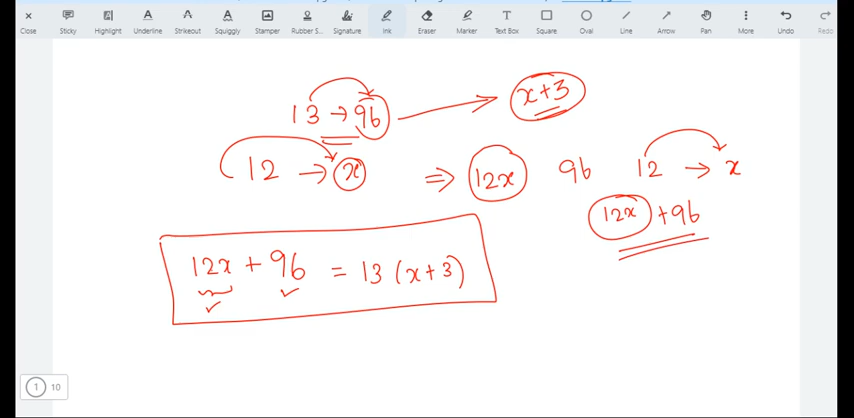 Close Sticky Highlight Underline Strikeout Squiggly Stamper Rubber S... Signature Ink Eraser Marker Text Box Square Oval Line Arrow Pan More Undo Redo
13 → 96 → x+3
12 → x ⇒ 12x 96 12 → x
12x + 96
12x + 96 = 13 (x+3)
1 10